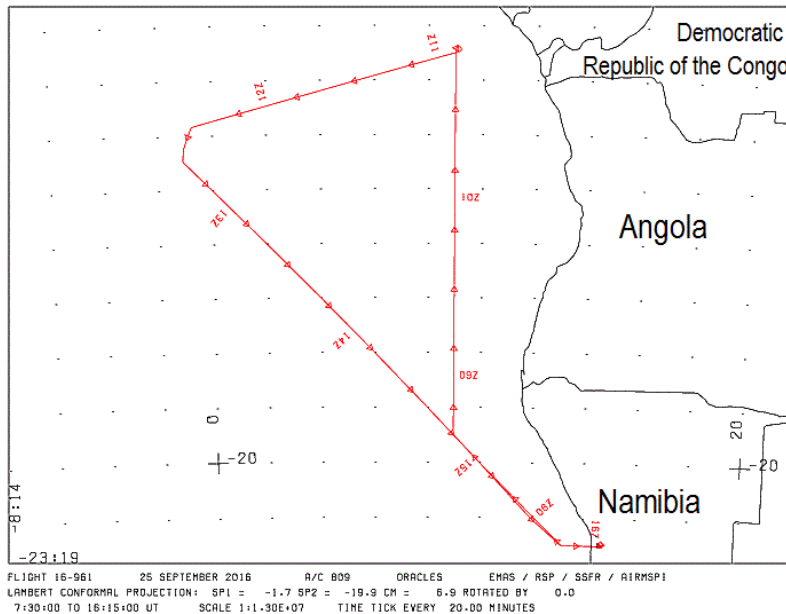 Democratic
Republic of the Congo
11Z
12Z
10Z
13Z
Angola
14Z
09Z
0
-20
20
-20
15Z
08Z
Namibia
16Z
-8:14
-23:19
FLIGHT 16-961 25 SEPTEMBER 2016 A/C 809 ORACLES EMAS / RSP / SSFR / AIRMSPI
LAMBERT CONFORMAL PROJECTION: SP1 = -1.7 SP2 = -19.9 CM = 6.9 ROTATED BY 0.0
7:30:00 TO 16:15:00 UT SCALE 1:1.30E+07 TIME TICK EVERY 20.00 MINUTES